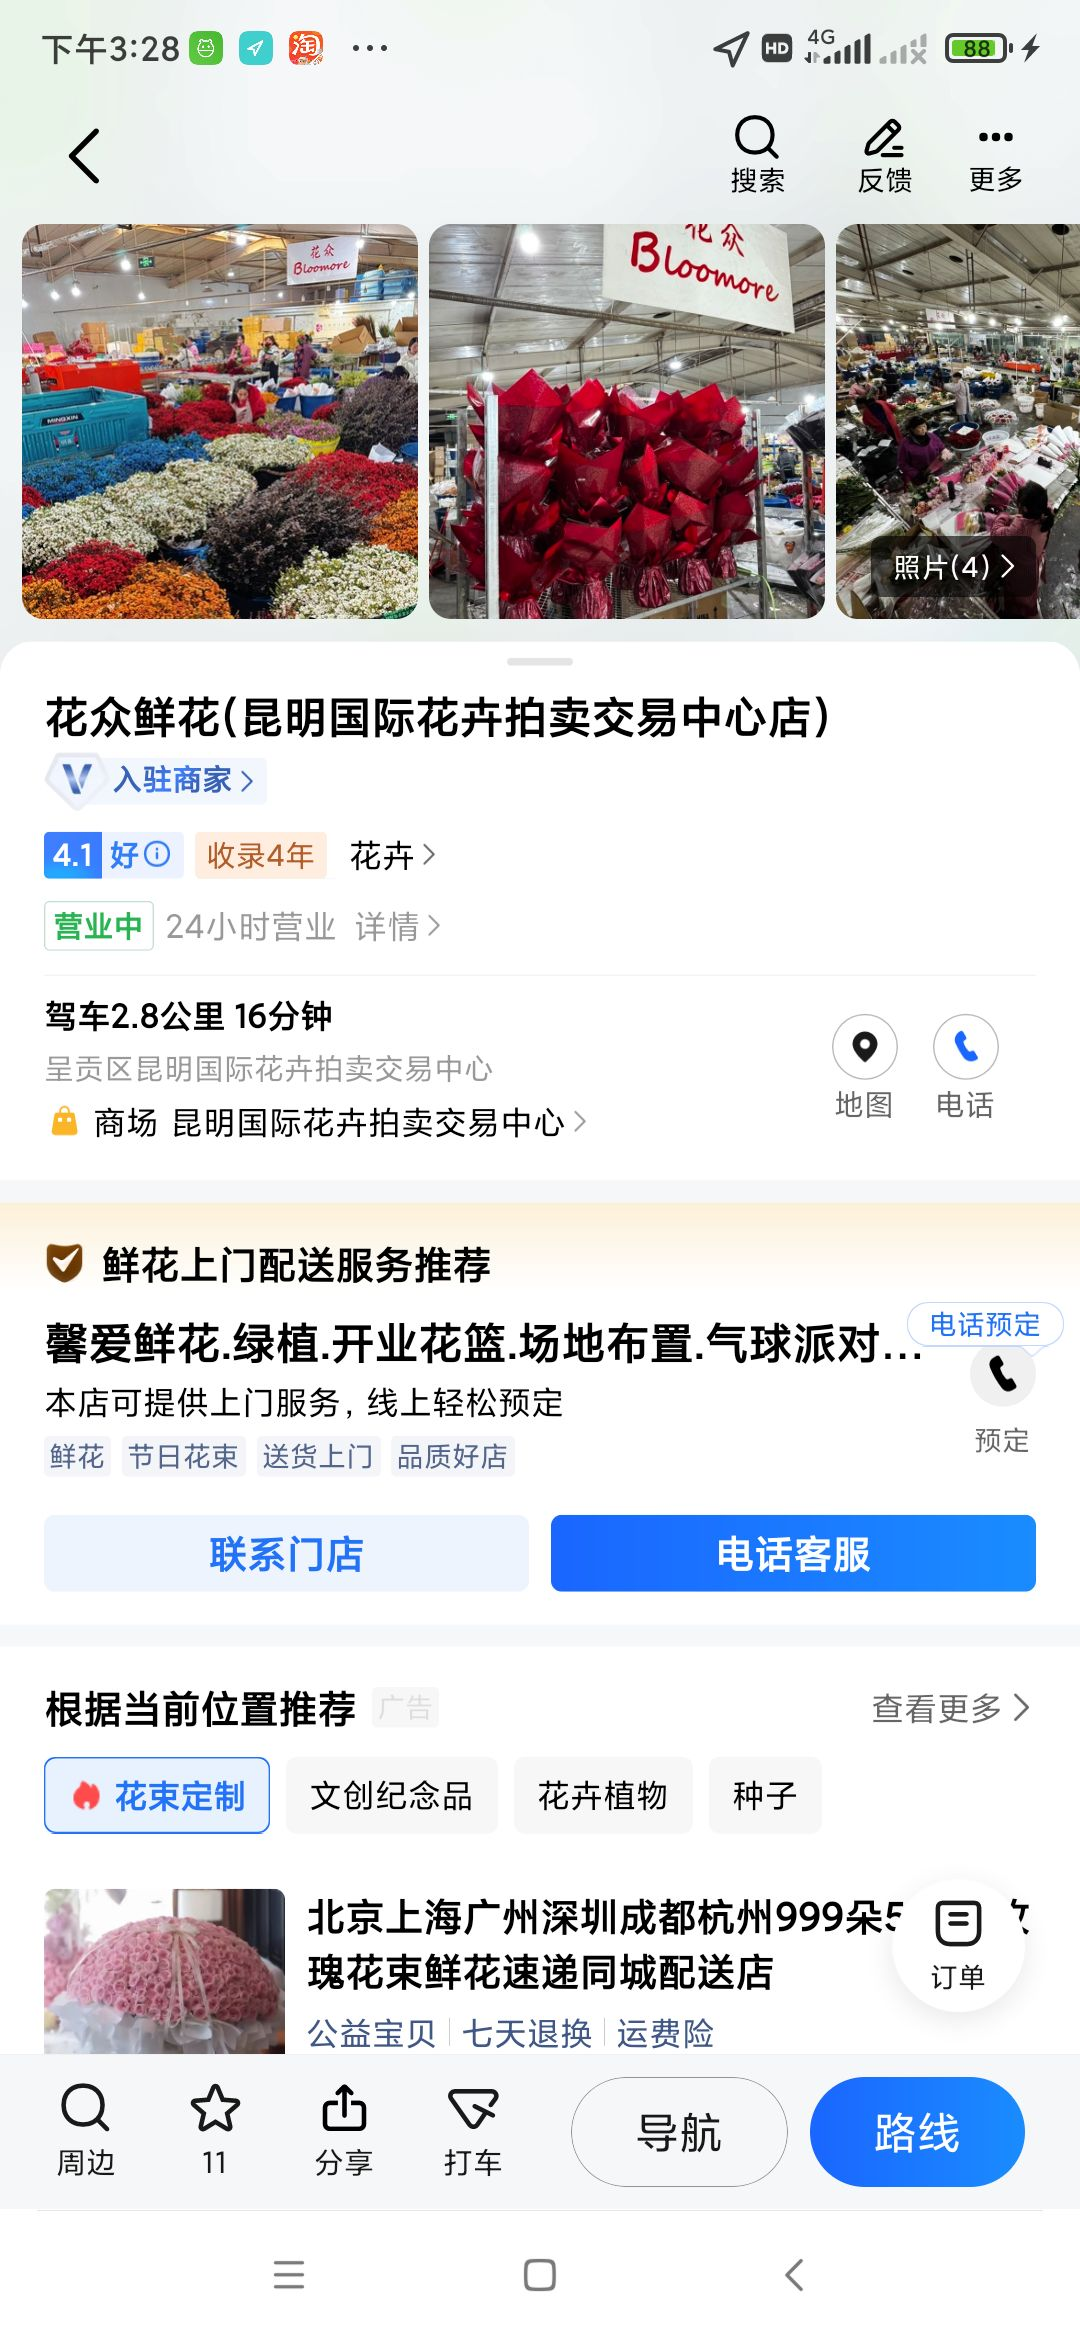 下午3:28
HD 4G 88
搜索 反馈 更多
花众
Bloomore
花众
Bloomore
MINGXIN
照片(4)
花众鲜花(昆明国际花卉拍卖交易中心店)
V 入驻商家
4.1 好 收录4年 花卉
营业中 24小时营业 详情
驾车2.8公里 16分钟
呈贡区昆明国际花卉拍卖交易中心
商场 昆明国际花卉拍卖交易中心
地图 电话
鲜花上门配送服务推荐
馨爱鲜花.绿植.开业花篮.场地布置.气球派对...
电话预定
本店可提供上门服务，线上轻松预定
预定
鲜花 节日花束 送货上门 品质好店
联系门店 电话客服
根据当前位置推荐 广告 查看更多
花束定制 文创纪念品 花卉植物 种子
北京上海广州深圳成都杭州999朵
瑰花束鲜花速递同城配送店
订单
公益宝贝 七天退换 运费险
周边 11 分享 打车 导航 路线